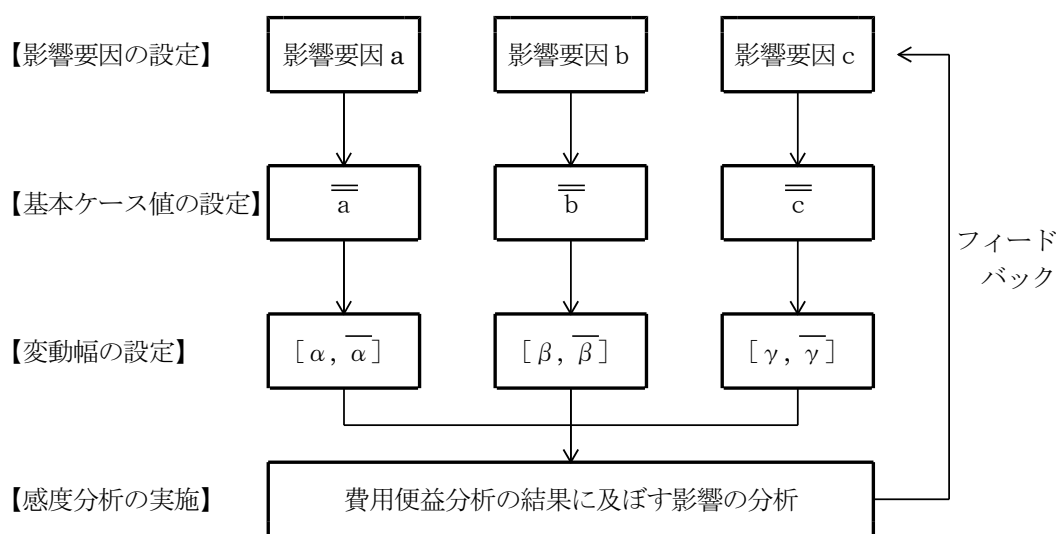 【影響要因の設定】 影響要因a 影響要因b 影響要因c
【基本ケース値の設定】 a̿ b̿ c̿
フィード
バック
【変動幅の設定】 [α, α̅] [β, β̅] [γ, γ̅]
【感度分析の実施】 費用便益分析の結果に及ぼす影響の分析